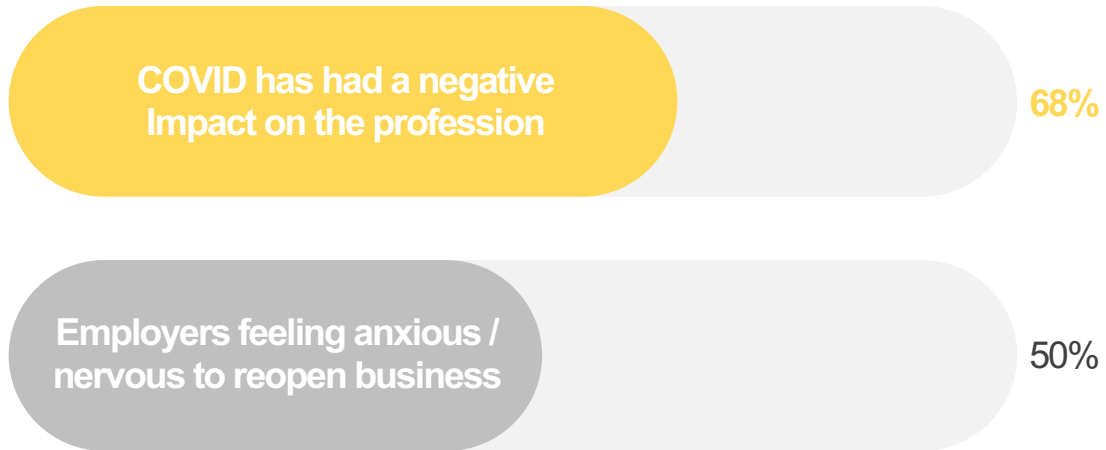 COVID has had a negative
Impact on the profession
68%
Employers feeling anxious /
nervous to reopen business
50%